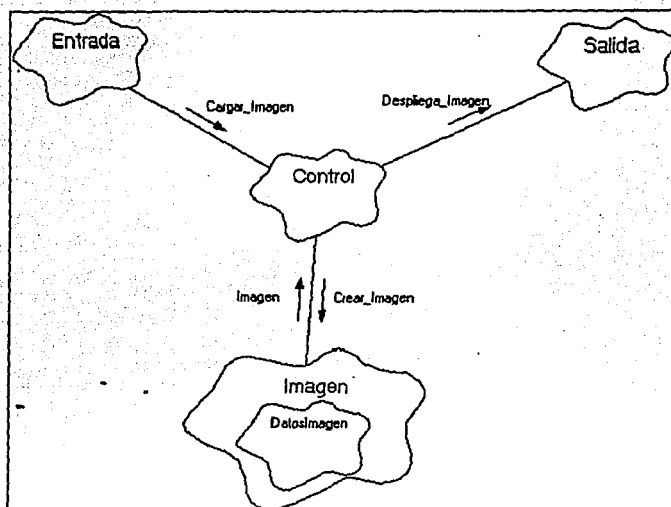 Entrada
Salida
Cargar_Imagen
Despliega_Imagen
Control
Imagen
Crear_Imagen
Imagen
DatosImagen